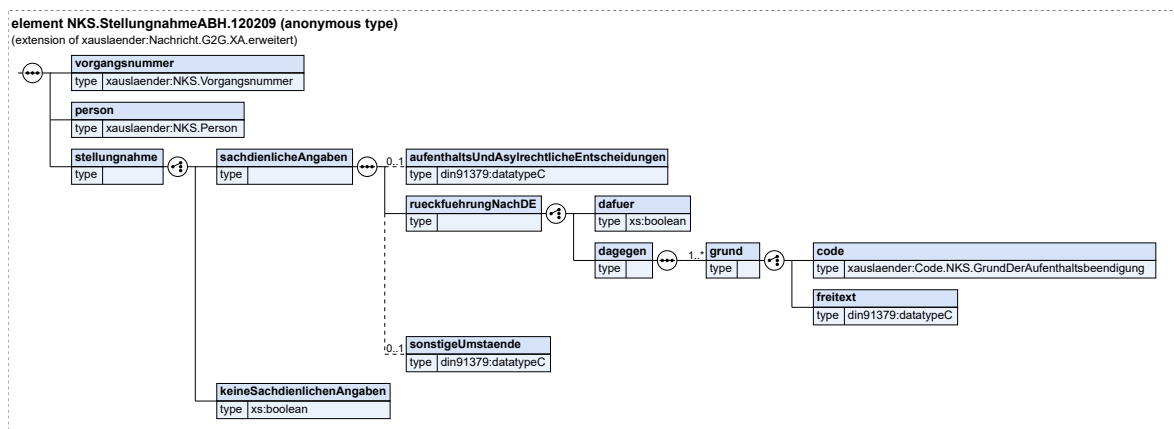 element NKS.StellungnahmeABH.120209 (anonymous type)
(extension of xauslaender:Nachricht.G2G.XA.erweitert)
vorgangsnummer
type xauslaender:NKS.Vorgangsnummer
person
type xauslaender:NKS.Person
stellungnahme
type
sachdienlicheAngaben
type
0..1
aufenthaltsUndAsylrechtlicheEntscheidungen
type din91379:datatypeC
rueckfuehrungNachDE
type
dafuer
type xs:boolean
dagegen
type
1..*
grund
type
code
type xauslaender:Code.NKS.GrundDerAufenthaltsbeendigung
freitext
type din91379:datatypeC
0..1
sonstigeUmstaende
type din91379:datatypeC
keineSachdienlichenAngaben
type xs:boolean